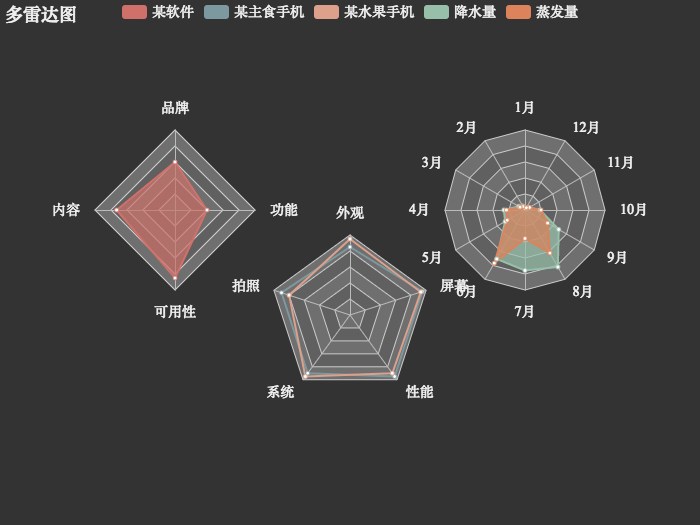 多雷达图
某软件
某主食手机
某水果手机
降水量
蒸发量
品牌
内容
功能
可用性
外观
拍照
屏幕
系统
性能
1月
2月
12月
3月
11月
4月
10月
5月
9月
6月
8月
7月